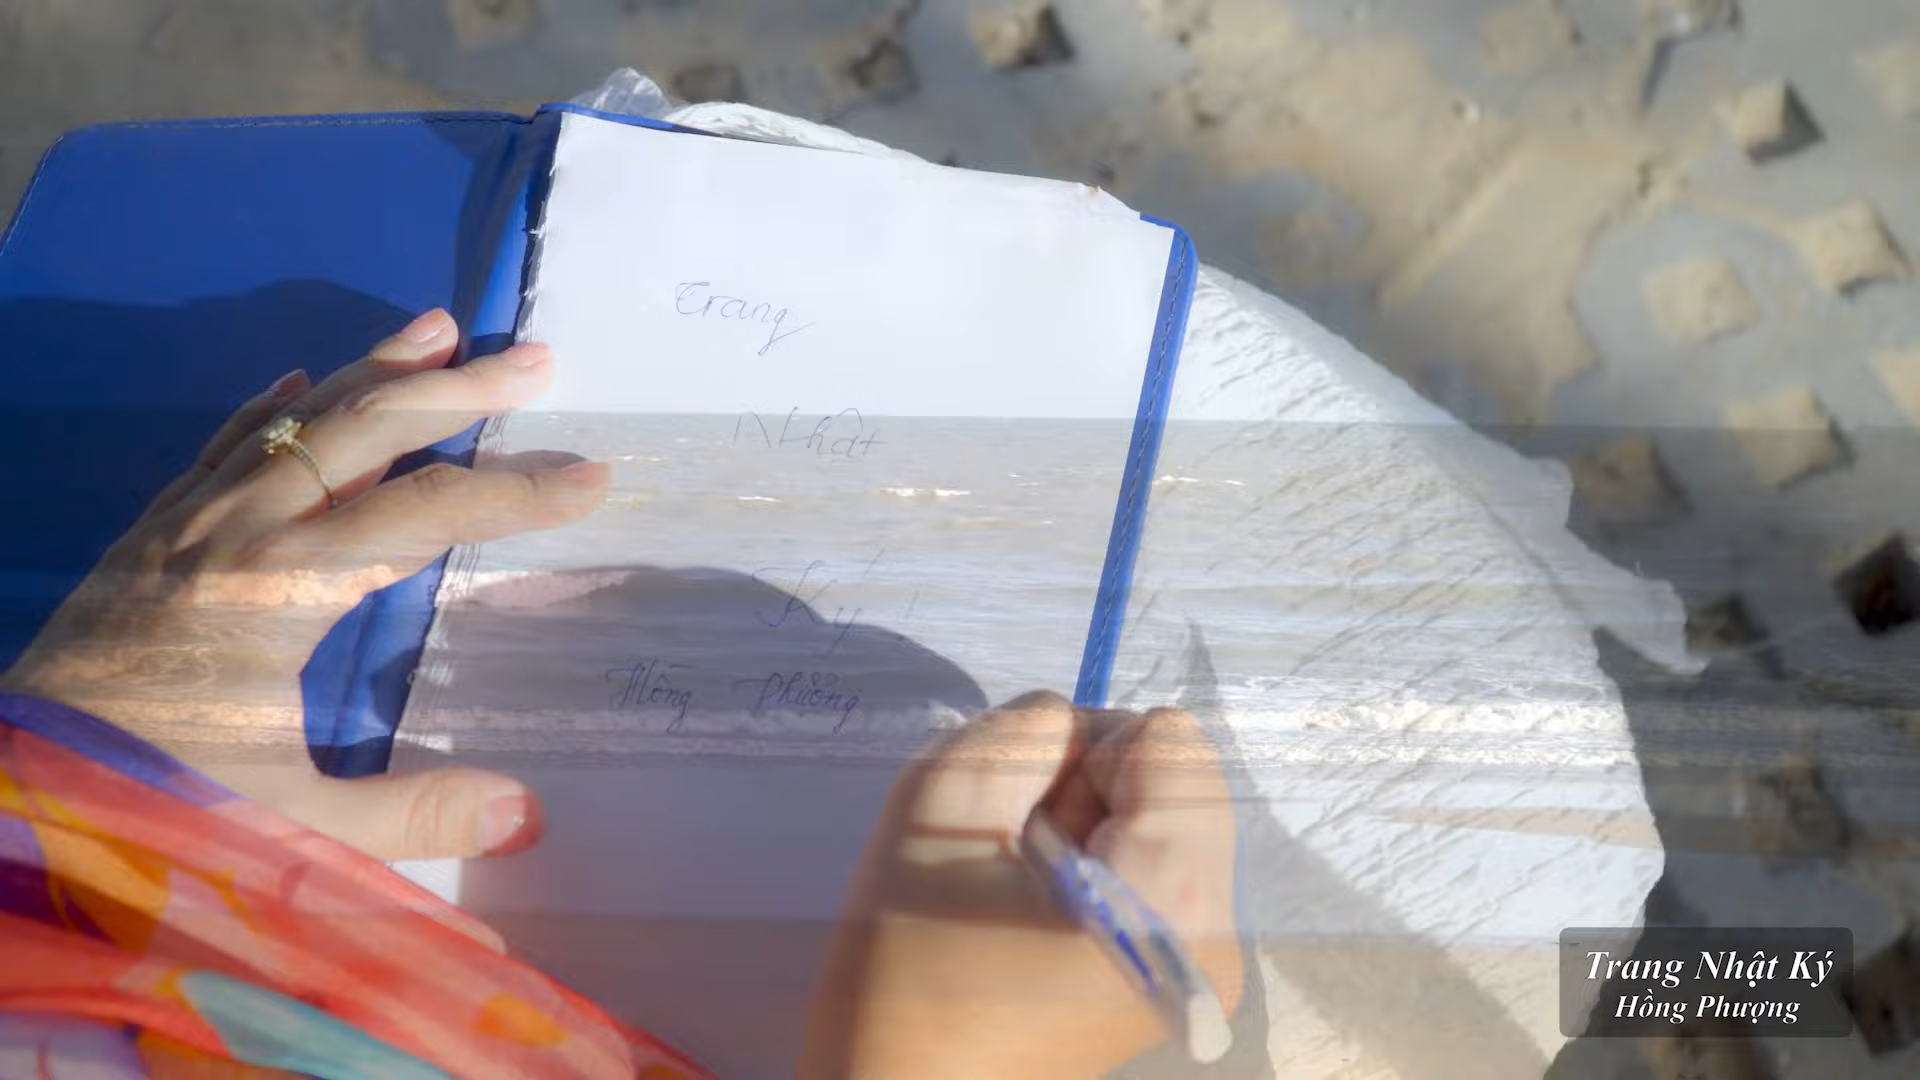 Trang
Nhật
Ký !
Hồng Phượng
Trang Nhật Ký
Hồng Phượng